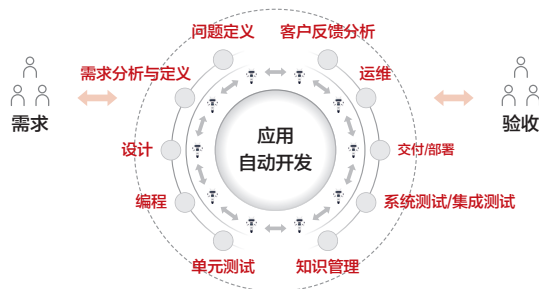 问题定义
客户反馈分析
需求分析与定义
运维
需求
验收
应用
自动开发
设计
交付/部署
编程
系统测试/集成测试
单元测试
知识管理